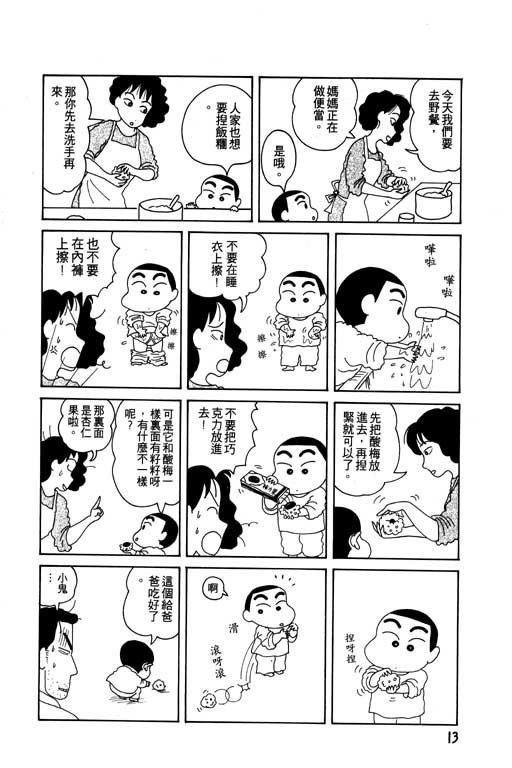 今天我們要
去野餐，
媽媽正在
做便當。
是哦。
人家也想
要捏飯糰
。
那你先去洗手再
來。
嘩啦
嘩啦
不要在睡
衣上擦！
擦擦
也不要
在內褲
上擦！
擦擦
先把酸梅放
進去，再捏
緊就可以了。
不要把巧
克力放進
去！
可是它和酸梅一
樣裏面有籽籽呀
，有什麼不一樣
呢？
那裏面
是杏仁
果啦。
捏呀捏
啊
滑
滾呀滾
這個給爸
爸吃好了
小鬼
…
13